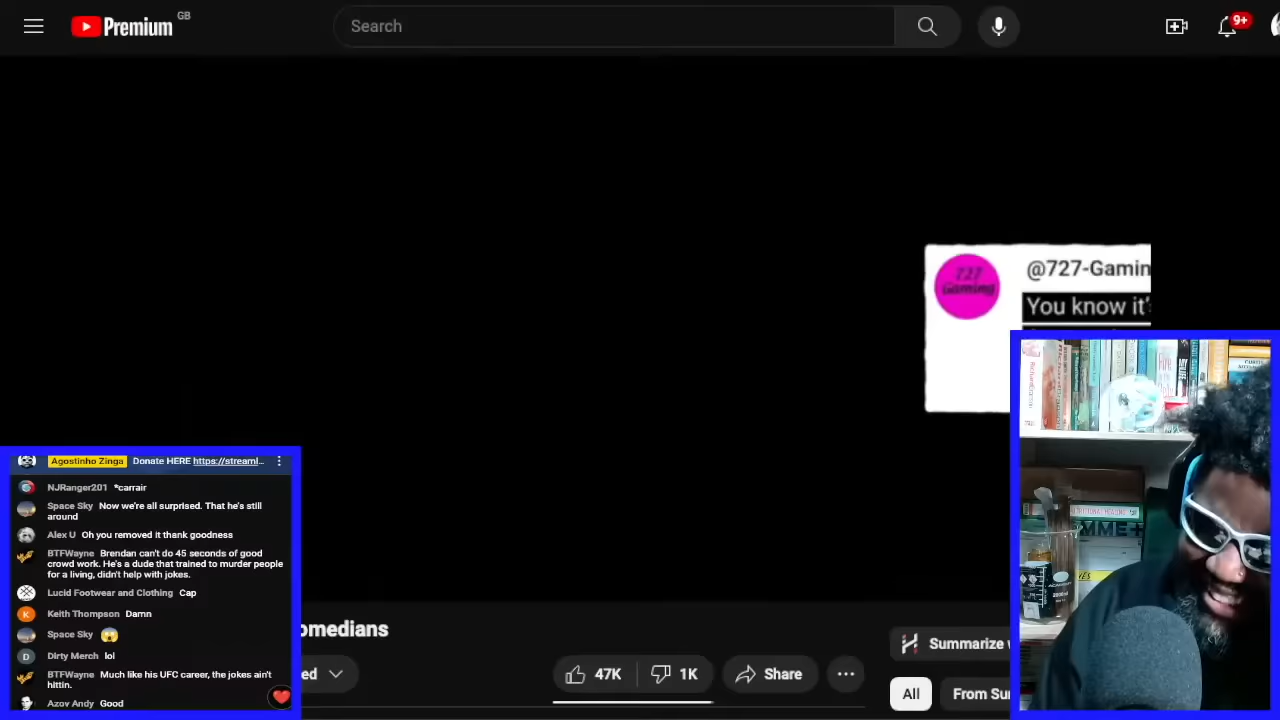 Premium
GB
Search
9+
727
Gaming
@727-Gamin
You know it'
Agostinho Zinga Donate HERE https://streaml...
NJRanger201 *carrair
Space Sky Now we're all surprised. That he's still
around
Alex U Oh you removed it thank goodness
BTFWayne Brendan can't do 45 seconds of good
crowd work. He's a dude that trained to murder people
for a living, didn't help with jokes.
Lucid Footwear and Clothing Cap
K
Keith Thompson Damn
Space Sky
D
Dirty Merch lol
BTFWayne Much like his UFC career, the jokes ain't
hittin.
Azov Andy Good
omedians
ed
47K
1K
Share
Summarize
All
From Su